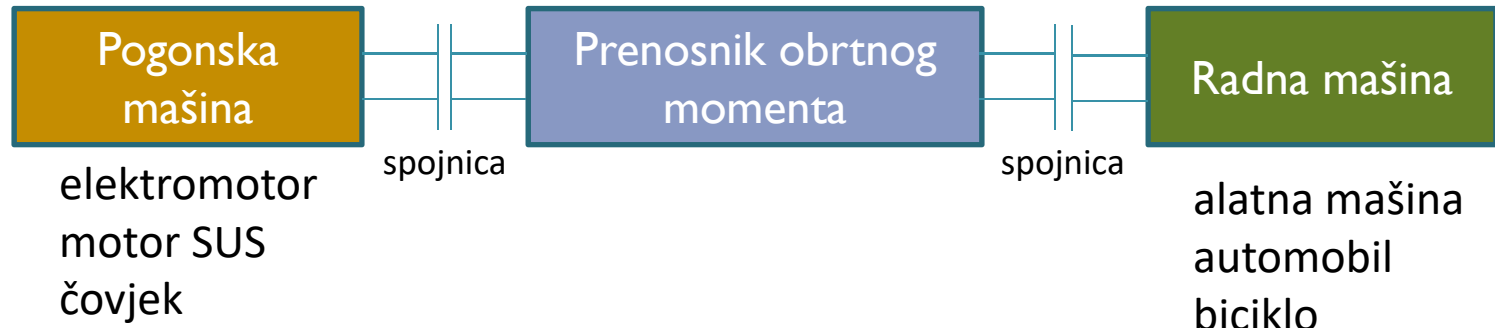 Pogonska
mašina
Prenosnik obrtnog
momenta
Radna mašina
spojnica
spojnica
elektromotor
motor SUS
čovjek
alatna mašina
automobil
biciklo